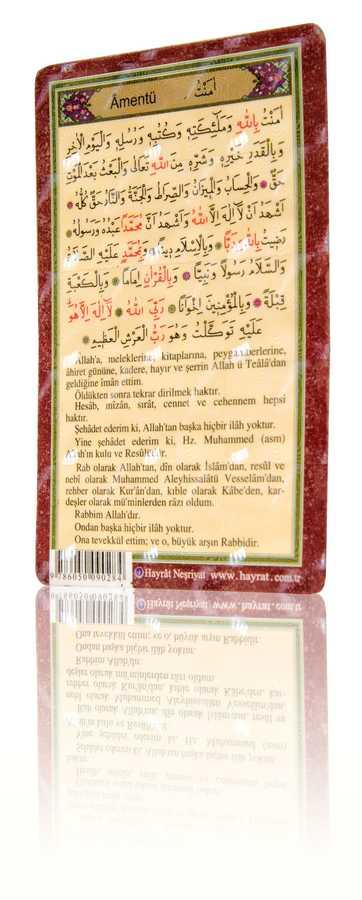 Âmentü
اٰمَنْتُ
اٰمَنْتُ بِاللّٰهِ وَمَلٰٓئِكَتِهٖ وَكُتُبِهٖ وَرُسُلِهٖ وَالْيَوْمِ الْاٰخِرِ
وَبِالْقَدَرِ خَيْرِهٖ وَشَرِّهٖ مِنَ اللّٰهِ تَعَالٰى وَالْبَعْثُ بَعْدَ الْمَوْتِ
حَقٌّ ۞ وَالْحِسَابُ وَالْمِيزَانُ وَالصِّرَاطُ وَالْجَنَّةُ وَالنَّارُ حَقٌّ كُلُّهُ ۞
اَشْهَدُ اَنْ لَٓا اِلٰهَ اِلَّا اللّٰهُ وَاَشْهَدُ اَنَّ مُحَمَّدًا عَبْدُهُ وَرَسُولُهُ ۞
رَضِيتُ بِاللّٰهِ رَبًّا ۞ وَبِالْاِسْلَامِ دِينًا ۞ وَبِمُحَمَّدٍ عَلَيْهِ الصَّلَاةُ
وَالسَّلَامُ رَسُولًا وَنَبِيًّا ۞ وَبِالْقُرْاٰنِ اِمَامًا ۞ وَبِالْكَعْبَةِ
قِبْلَةً ۞ وَبِالْمُؤْمِنِينَ اِخْوَانًا ۞ رَبِّيَ اللّٰهُ ۞ لَٓا اِلٰهَ اِلَّا هُوَ
عَلَيْهِ تَوَكَّلْتُ وَهُوَ رَبُّ الْعَرْشِ الْعَظِيمِ ۞
Allah'a, meleklerine, kitaplarına, peygamberlerine,
âhiret gününe, kadere, hayır ve şerrin Allah ü Teâlâ'dan
geldiğine îman ettim.
Öldükten sonra tekrar dirilmek haktır.
Hesâb, mîzân, sırât, cennet ve cehennem hepsi
haktır.
Şehâdet ederim ki, Allah'tan başka hiçbir ilâh yoktur.
Yine şehâdet ederim ki, Hz. Muhammed (asm)
Allah'ın kulu ve Resûlüdür.
Rab olarak Allah'tan, dîn olarak İslâm'dan, resûl ve
nebî olarak Muhammed Aleyhissalâtü Vesselâm'dan,
rehber olarak Kur'ân'dan, kıble olarak Kâbe'den, kar-
deşler olarak mü'minlerden râzı oldum.
Rabbim Allah'dır.
Ondan başka hiçbir ilâh yoktur.
Ona tevekkül ettim; ve o, büyük arşın Rabbidir.
9 786050 090284
Hayrât Neşriyat www.hayrat.com.tr